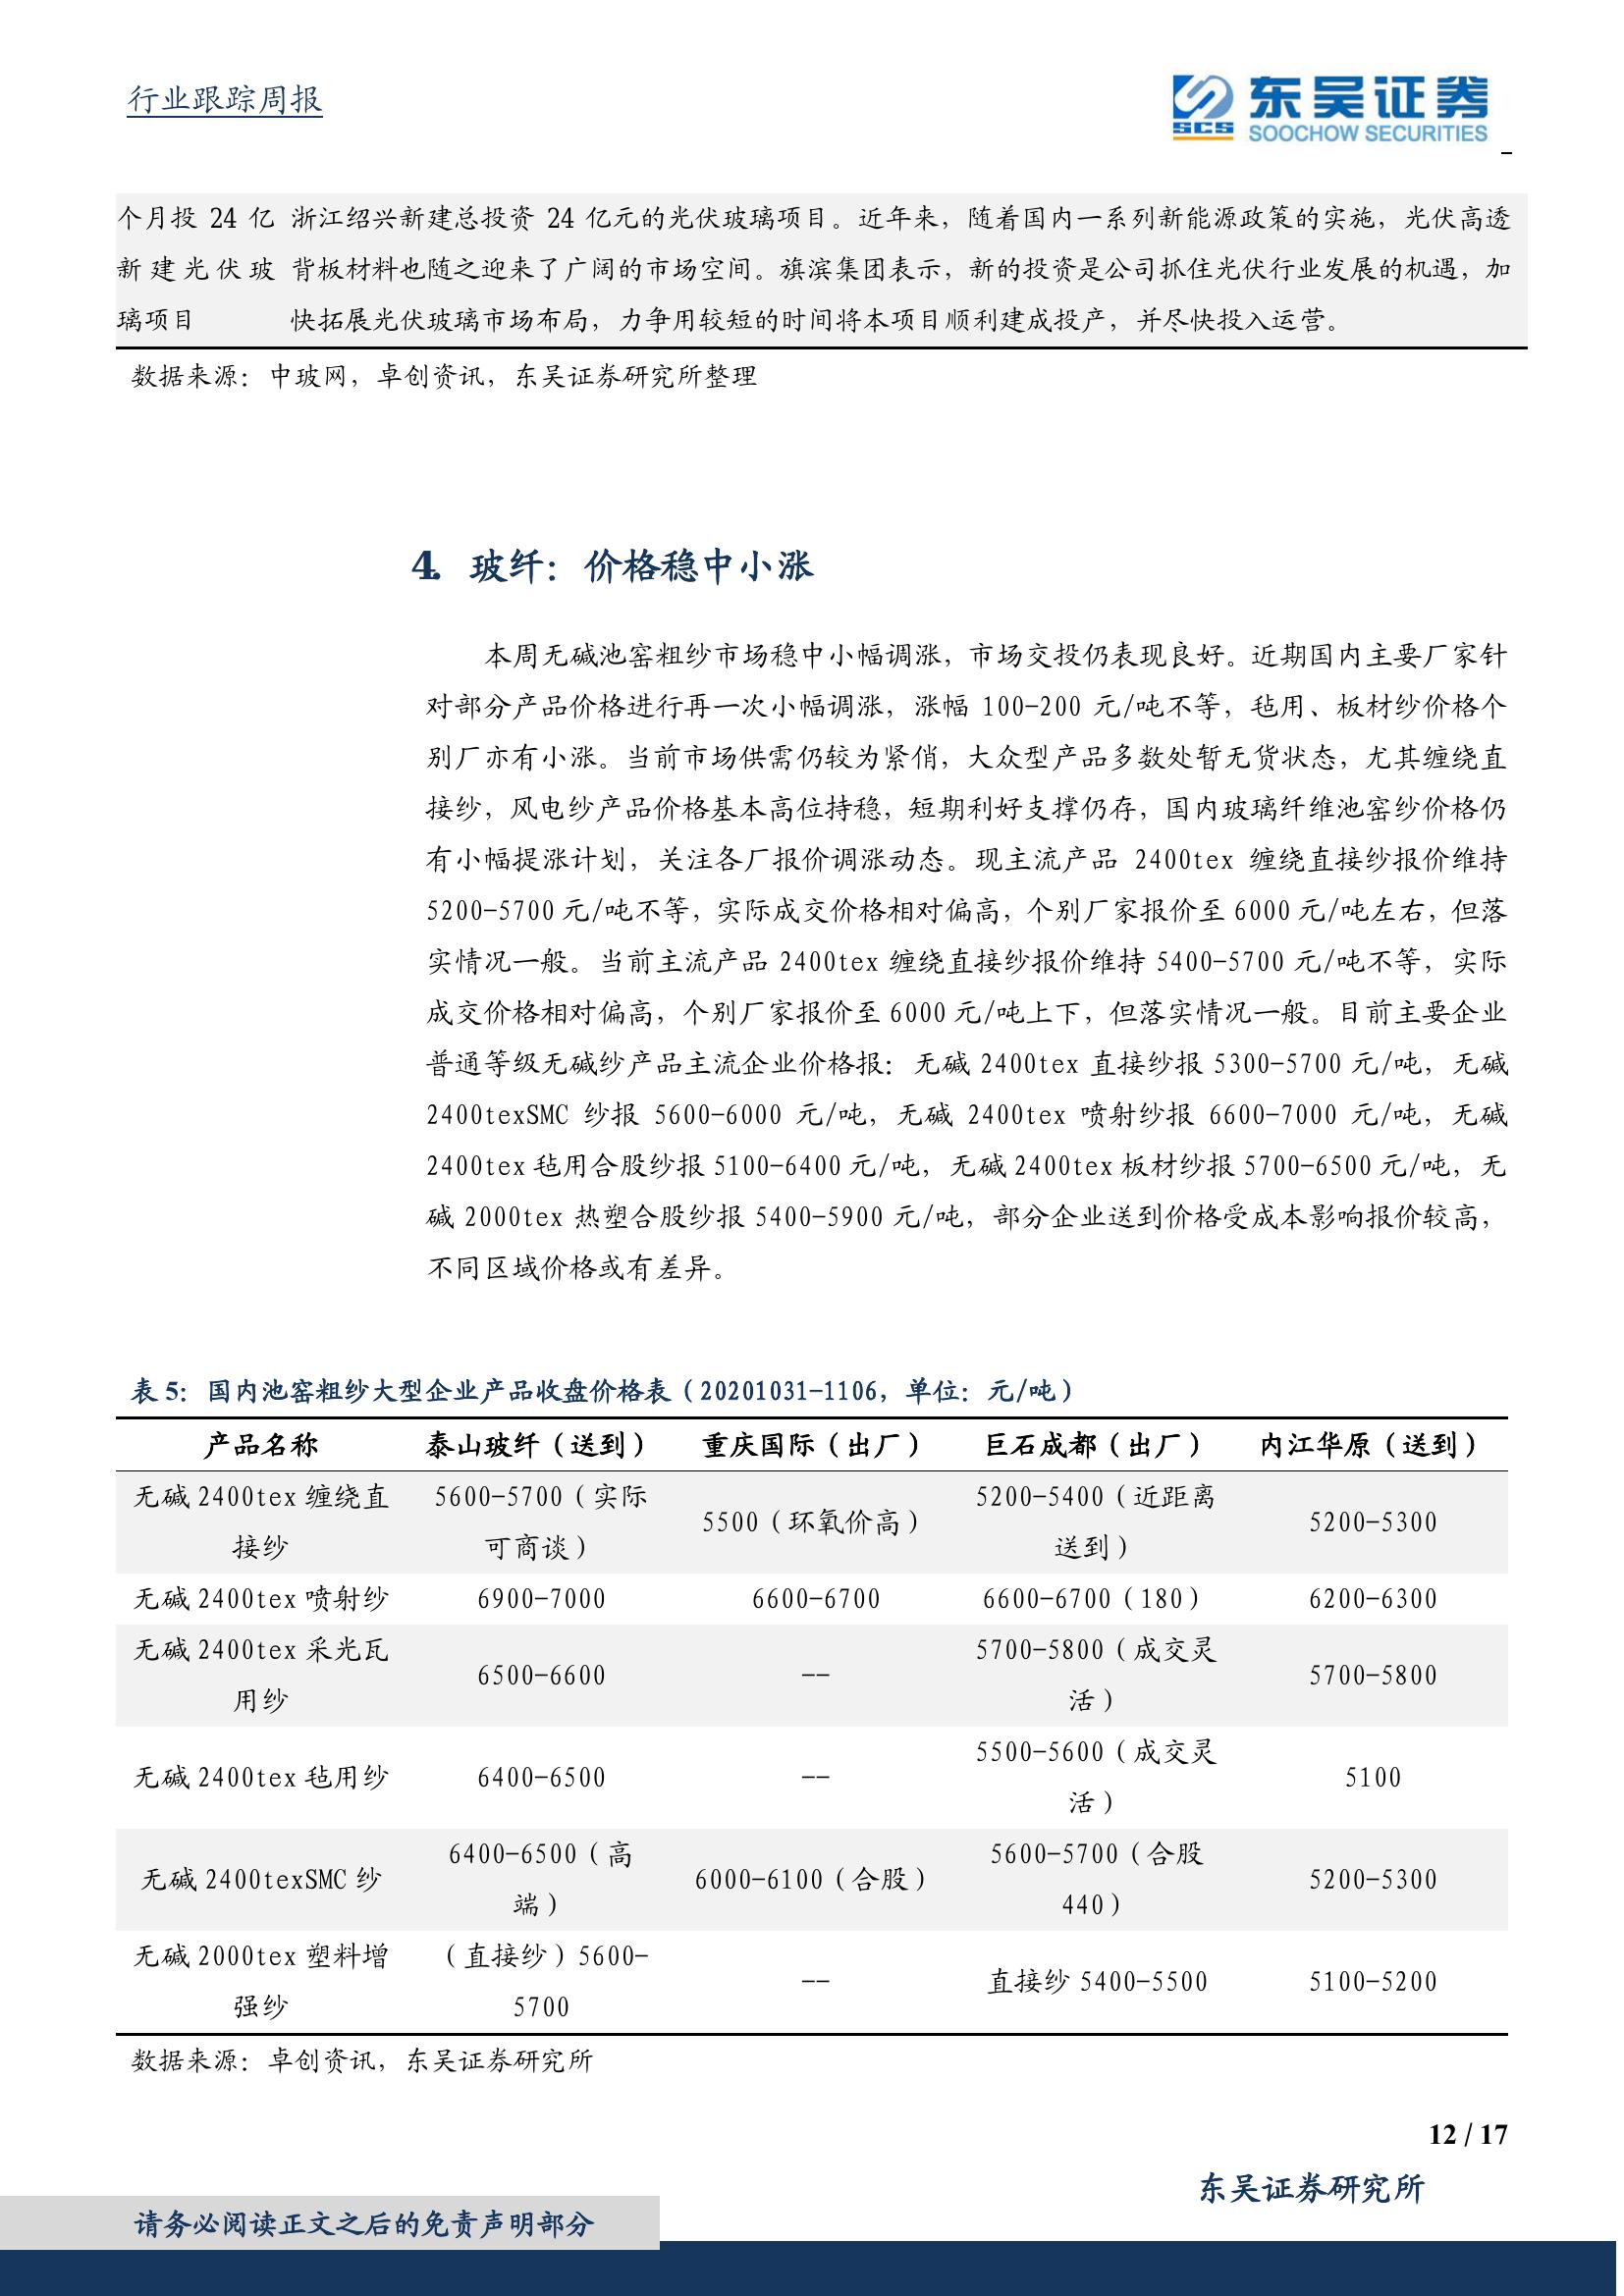 行业跟踪周报
东吴证券
SCS
SOOCHOW SECURITIES
个月投 24 亿 浙江绍兴新建总投资 24 亿元的光伏玻璃项目。近年来，随着国内一系列新能源政策的实施，光伏高透
新建光伏玻 背板材料也随之迎来了广阔的市场空间。旗滨集团表示，新的投资是公司抓住光伏行业发展的机遇，加
璃项目 快拓展光伏玻璃市场布局，力争用较短的时间将本项目顺利建成投产，并尽快投入运营。
数据来源：中玻网，卓创资讯，东吴证券研究所整理
4. 玻纤：价格稳中小涨
本周无碱池窑粗纱市场稳中小幅调涨，市场交投仍表现良好。近期国内主要厂家针
对部分产品价格进行再一次小幅调涨，涨幅 100-200 元/吨不等，毡用、板材纱价格个
别厂亦有小涨。当前市场供需仍较为紧俏，大众型产品多数处暂无货状态，尤其缠绕直
接纱，风电纱产品价格基本高位持稳，短期利好支撑仍存，国内玻璃纤维池窑纱价格仍
有小幅提涨计划，关注各厂报价调涨动态。现主流产品 2400tex 缠绕直接纱报价维持
5200-5700 元/吨不等，实际成交价格相对偏高，个别厂家报价至 6000 元/吨左右，但落
实情况一般。当前主流产品 2400tex 缠绕直接纱报价维持 5400-5700 元/吨不等，实际
成交价格相对偏高，个别厂家报价至 6000 元/吨上下，但落实情况一般。目前主要企业
普通等级无碱纱产品主流企业价格报：无碱 2400tex 直接纱报 5300-5700 元/吨，无碱
2400texSMC 纱报 5600-6000 元/吨，无碱 2400tex 喷射纱报 6600-7000 元/吨，无碱
2400tex 毡用合股纱报 5100-6400 元/吨，无碱 2400tex 板材纱报 5700-6500 元/吨，无
碱 2000tex 热塑合股纱报 5400-5900 元/吨，部分企业送到价格受成本影响报价较高，
不同区域价格或有差异。
表 5：国内池窑粗纱大型企业产品收盘价格表（20201031-1106，单位：元/吨）
产品名称 泰山玻纤（送到） 重庆国际（出厂） 巨石成都（出厂） 内江华原（送到）
无碱 2400tex 缠绕直 5600-5700（实际 5200-5400（近距离
5500（环氧价高） 5200-5300
接纱 可商谈） 送到）
无碱 2400tex 喷射纱 6900-7000 6600-6700 6600-6700（180） 6200-6300
无碱 2400tex 采光瓦 5700-5800（成交灵
6500-6600 -- 5700-5800
用纱 活）
5500-5600（成交灵
无碱 2400tex 毡用纱 6400-6500 -- 5100
活）
6400-6500（高 5600-5700（合股
无碱 2400texSMC 纱 6000-6100（合股） 5200-5300
端） 440）
无碱 2000tex 塑料增 （直接纱）5600-
-- 直接纱 5400-5500 5100-5200
强纱 5700
数据来源：卓创资讯，东吴证券研究所
12 / 17
东吴证券研究所
请务必阅读正文之后的免责声明部分